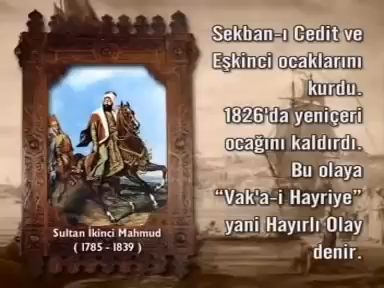 Sekban-ı Cedit ve
Eşkinci ocaklarını
kurdu.
1826'da yeniçeri
ocağını kaldırdı.
Bu olaya
“Vak'a-i Hayriye”
yani Hayırlı Olay
denir.
Sultan İkinci Mahmud
( 1785 - 1839 )